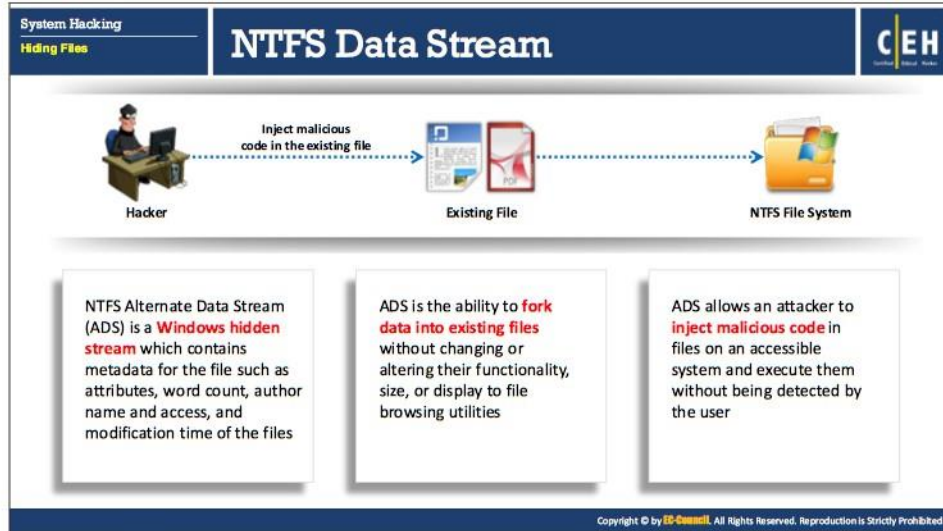 System Hacking
Hiding Files
NTFS Data Stream
C|EH
Inject malicious
code in the existing file
PDF
Hacker
Existing File
NTFS File System
NTFS Alternate Data Stream
(ADS) is a Windows hidden
stream which contains
metadata for the file such as
attributes, word count, author
name and access, and
modification time of the files
ADS is the ability to fork
data into existing files
without changing or
altering their functionality,
size, or display to file
browsing utilities
ADS allows an attacker to
inject malicious code in
files on an accessible
system and execute them
without being detected by
the user
Copyright © by EC-Council. All Rights Reserved. Reproduction is Strictly Prohibited